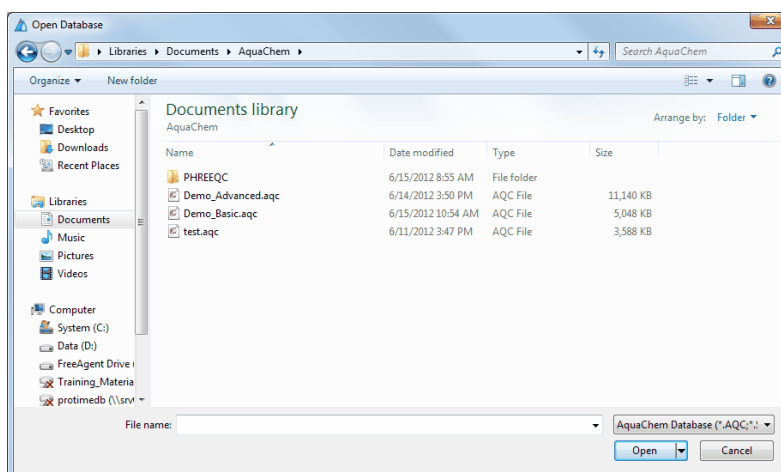 Open Database
Libraries Documents AquaChem
Search AquaChem
Organize New folder
Favorites
Desktop
Downloads
Recent Places
Libraries
Documents
Music
Pictures
Videos
Computer
System (C:)
Data (D:)
FreeAgent Drive
Training_Materia
protimedb (\\srv
Documents library
AquaChem
Arrange by: Folder
Name Date modified Type Size
PHREEQC 6/15/2012 8:55 AM File folder
Demo_Advanced.aqc 6/14/2012 3:50 PM AQC File 11,140 KB
Demo_Basic.aqc 6/15/2012 10:54 AM AQC File 5,048 KB
test.aqc 6/11/2012 3:47 PM AQC File 3,588 KB
File name:
AquaChem Database (*.AQC;*.
Open Cancel